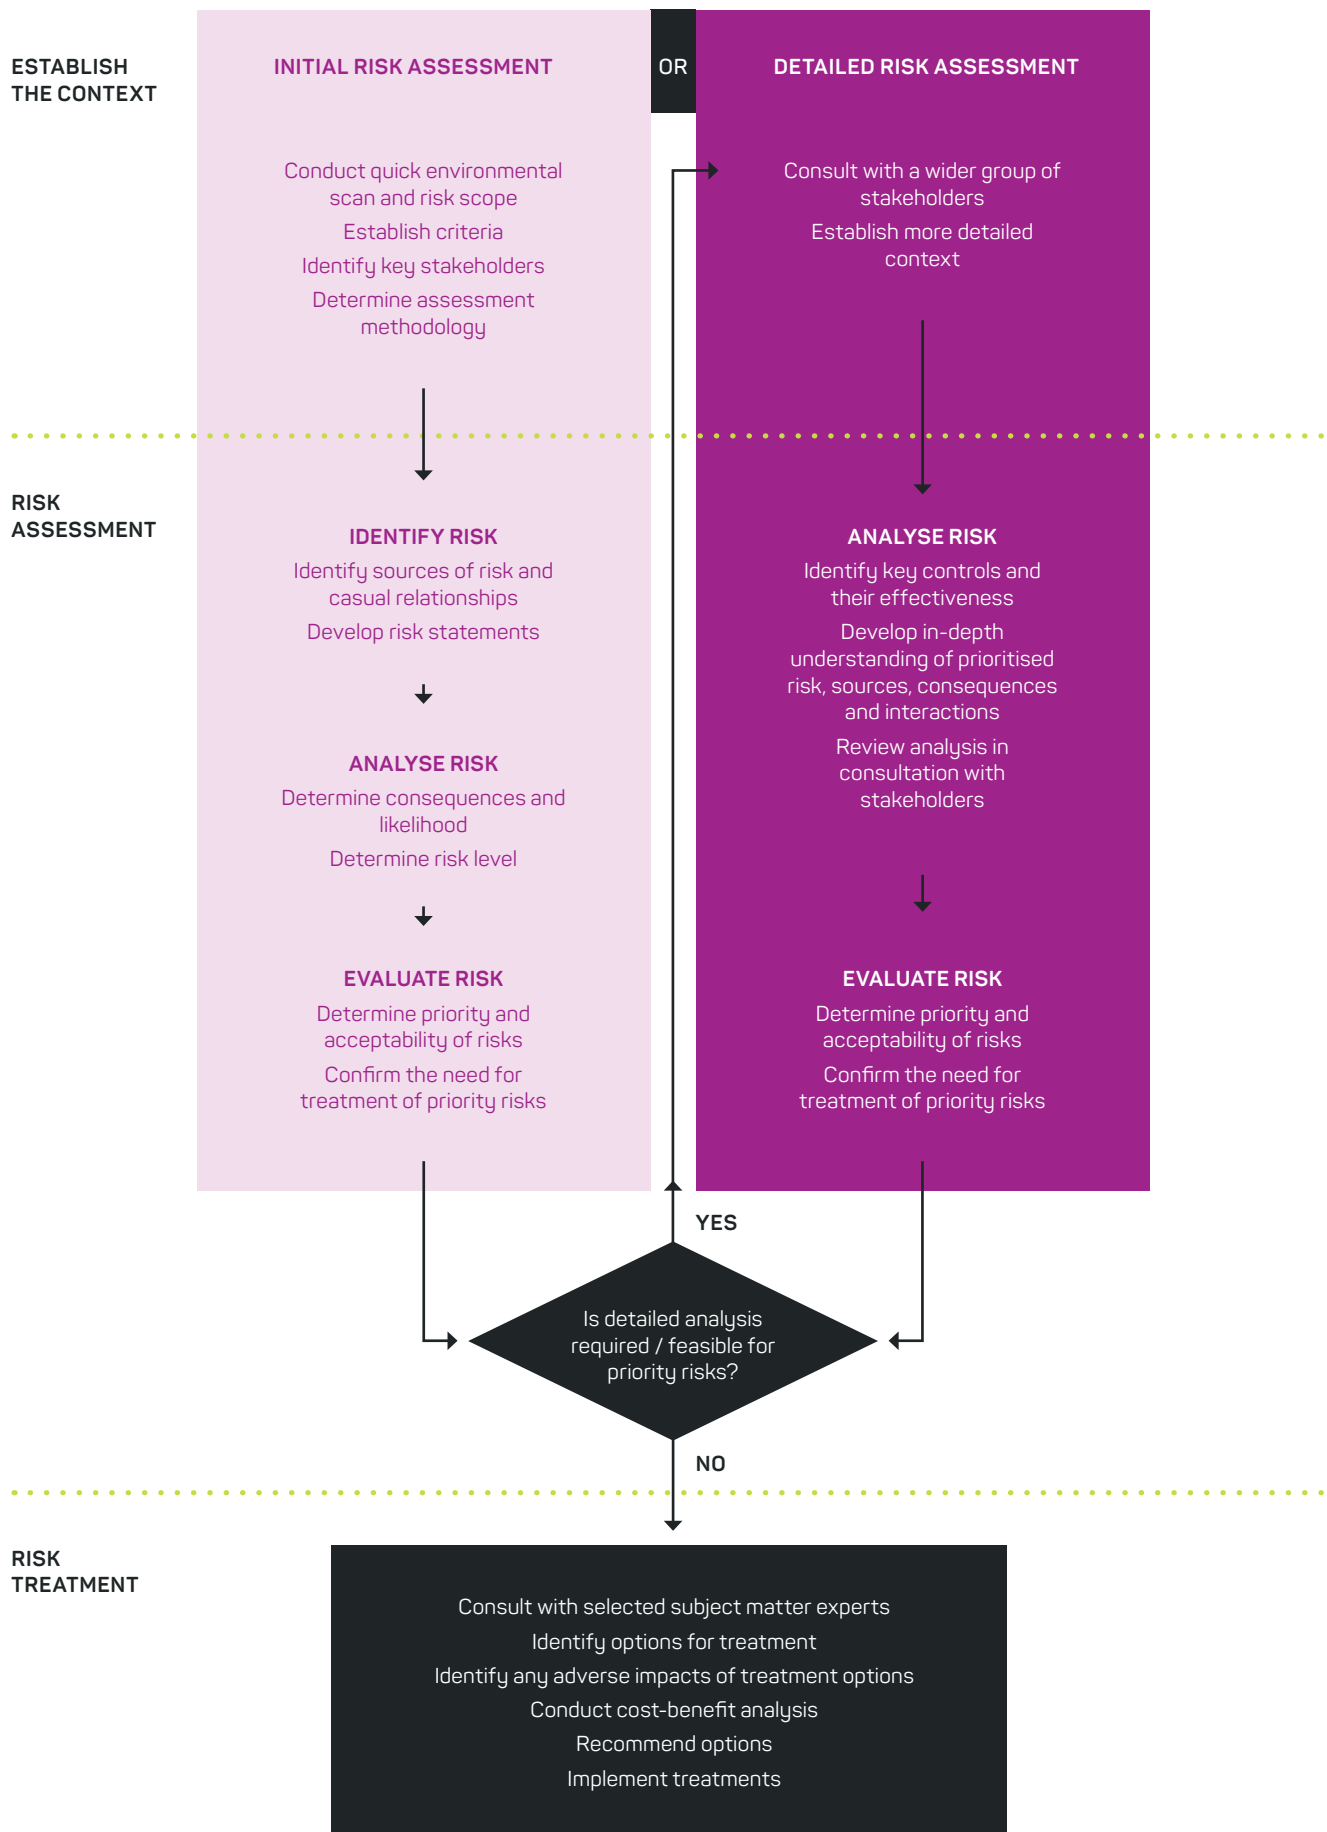 ESTABLISH
THE CONTEXT
INITIAL RISK ASSESSMENT
OR
DETAILED RISK ASSESSMENT
Conduct quick environmental
scan and risk scope
Establish criteria
Identify key stakeholders
Determine assessment
methodology
Consult with a wider group of
stakeholders
Establish more detailed
context
RISK
ASSESSMENT
IDENTIFY RISK
Identify sources of risk and
casual relationships
Develop risk statements
ANALYSE RISK
Determine consequences and
likelihood
Determine risk level
EVALUATE RISK
Determine priority and
acceptability of risks
Confirm the need for
treatment of priority risks
ANALYSE RISK
Identify key controls and
their effectiveness
Develop in-depth
understanding of prioritised
risk, sources, consequences
and interactions
Review analysis in
consultation with
stakeholders
EVALUATE RISK
Determine priority and
acceptability of risks
Confirm the need for
treatment of priority risks
YES
Is detailed analysis
required / feasible for
priority risks?
NO
RISK
TREATMENT
Consult with selected subject matter experts
Identify options for treatment
Identify any adverse impacts of treatment options
Conduct cost-benefit analysis
Recommend options
Implement treatments